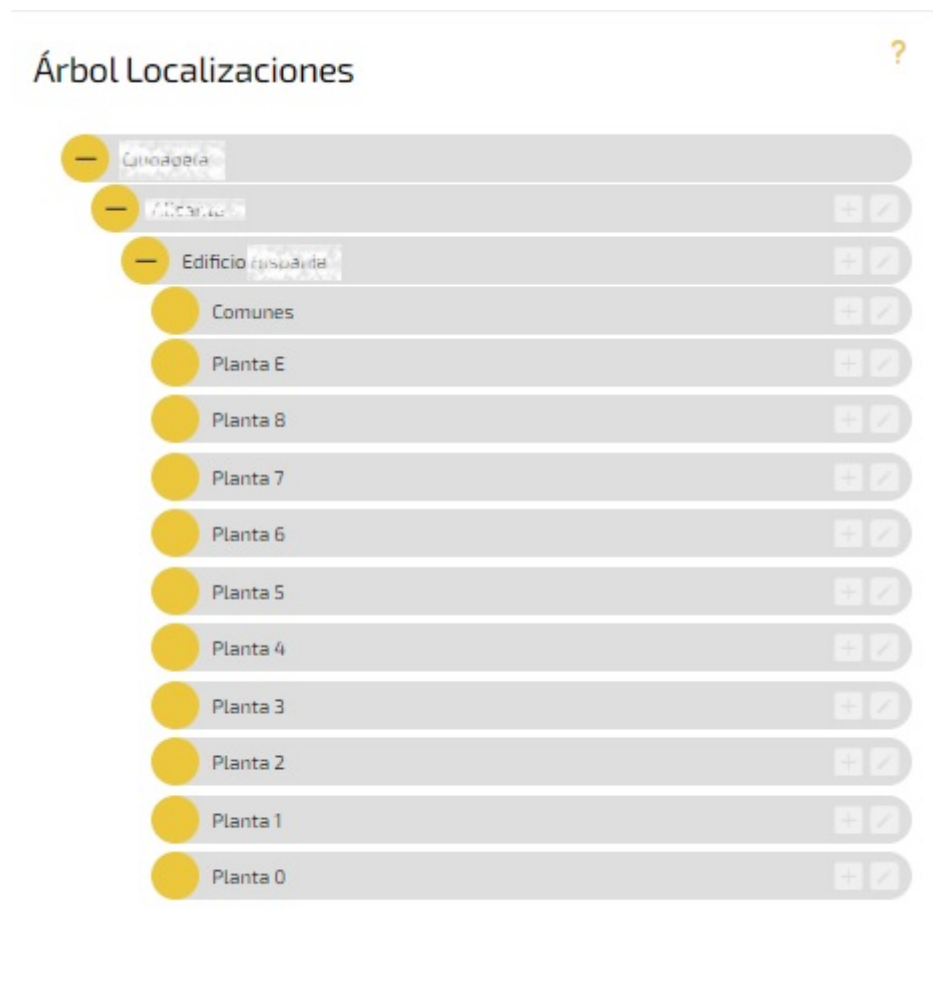 Árbol Localizaciones
?
Edificio
Comunes
Planta E
Planta 8
Planta 7
Planta 6
Planta 5
Planta 4
Planta 3
Planta 2
Planta 1
Planta 0